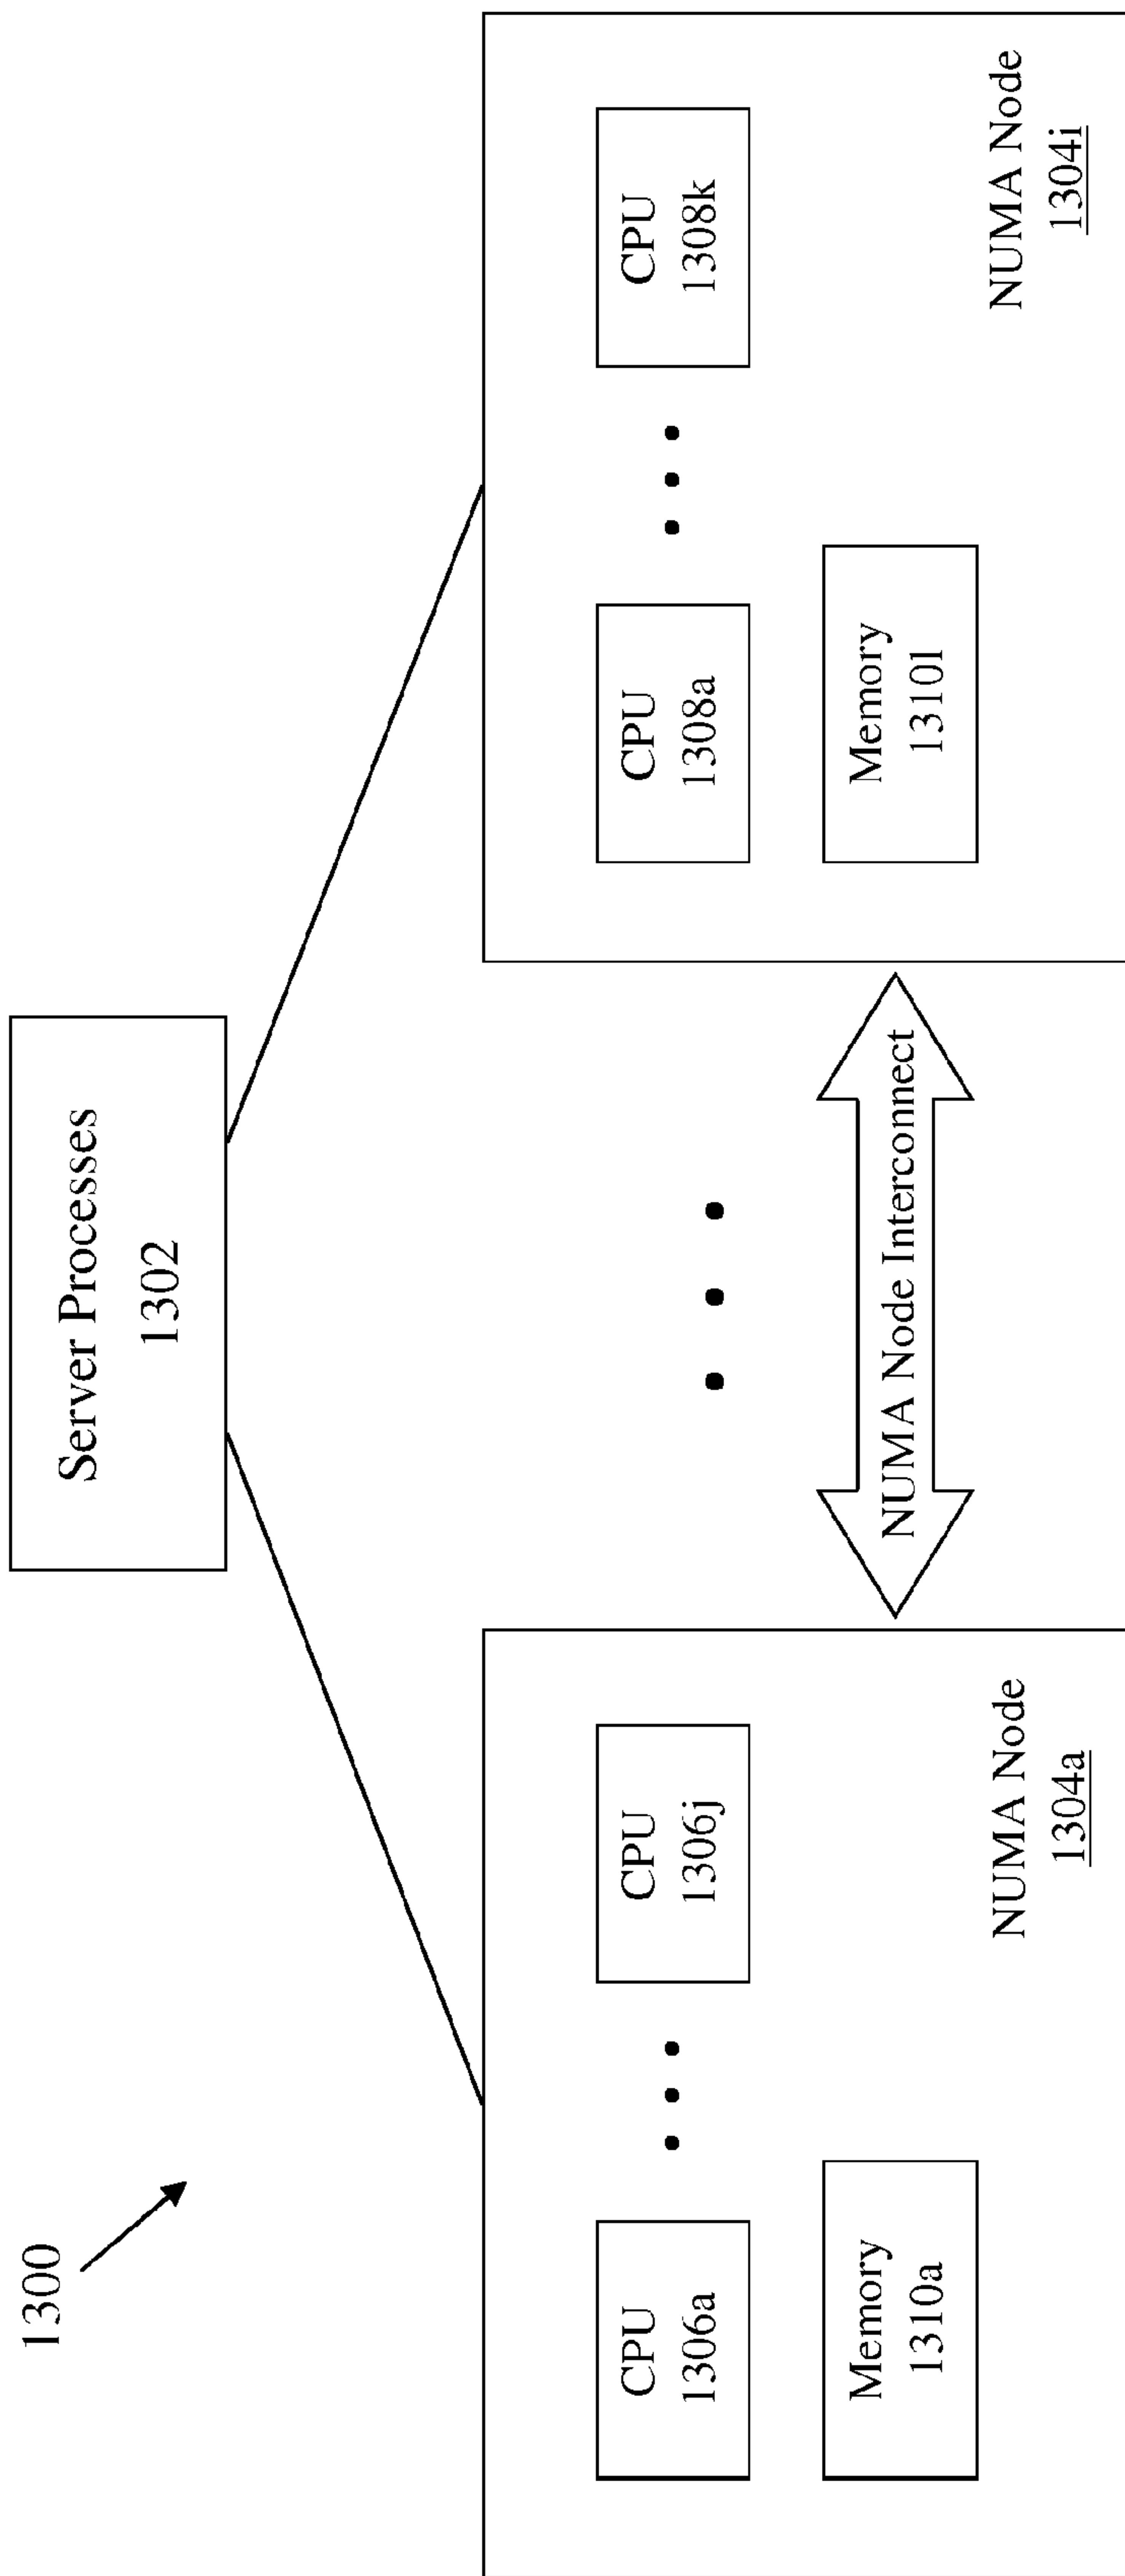 1300
Server Processes
1302
CPU
1306a
CPU
1306j
Memory
1310a
NUMA Node
1304a
NUMA Node Interconnect
CPU
1308a
CPU
1308k
Memory
1310l
NUMA Node
1304i